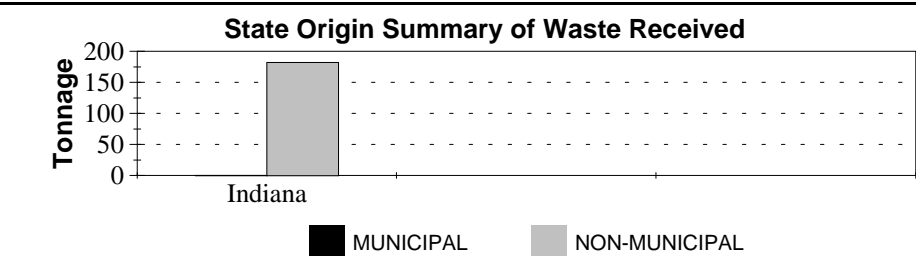 State Origin Summary of Waste Received
Tonnage
200
150
100
50
0
Indiana
MUNICIPAL NON-MUNICIPAL